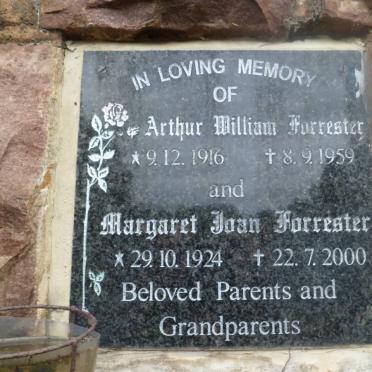 IN LOVING MEMORY
OF
Arthur William Forrester
★ 9.12.1916 ✝ 8.9.1959
and
Margaret Joan Forrester
★ 29.10.1924 ✝ 22.7.2000
Beloved Parents and
Grandparents